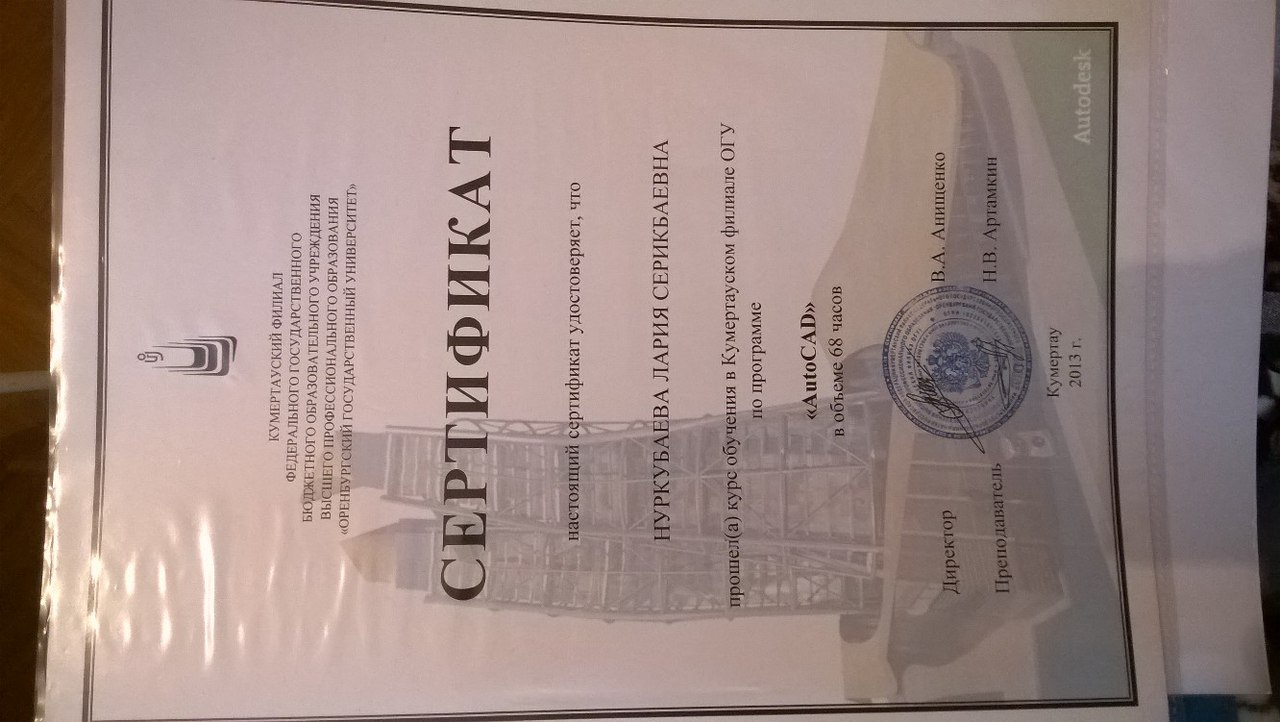 КУМЕРТАУСКИЙ ФИЛИАЛ
ФЕДЕРАЛЬНОГО ГОСУДАРСТВЕННОГО
БЮДЖЕТНОГО ОБРАЗОВАТЕЛЬНОГО УЧРЕЖДЕНИЯ
ВЫСШЕГО ПРОФЕССИОНАЛЬНОГО ОБРАЗОВАНИЯ
«ОРЕНБУРГСКИЙ ГОСУДАРСТВЕННЫЙ УНИВЕРСИТЕТ»
СЕРТИФИКАТ
настоящий сертификат удостоверяет, что
НУРКУБАЕВА ЛАРИЯ СЕРИКБАЕВНА
прошел(а) курс обучения в Кумертауском филиале ОГУ
по программе
«AutoCAD»
в объеме 68 часов
Директор В.А. Анищенко
Преподаватель Н.В. Артамкин
Кумертау
2013 г.
Autodesk